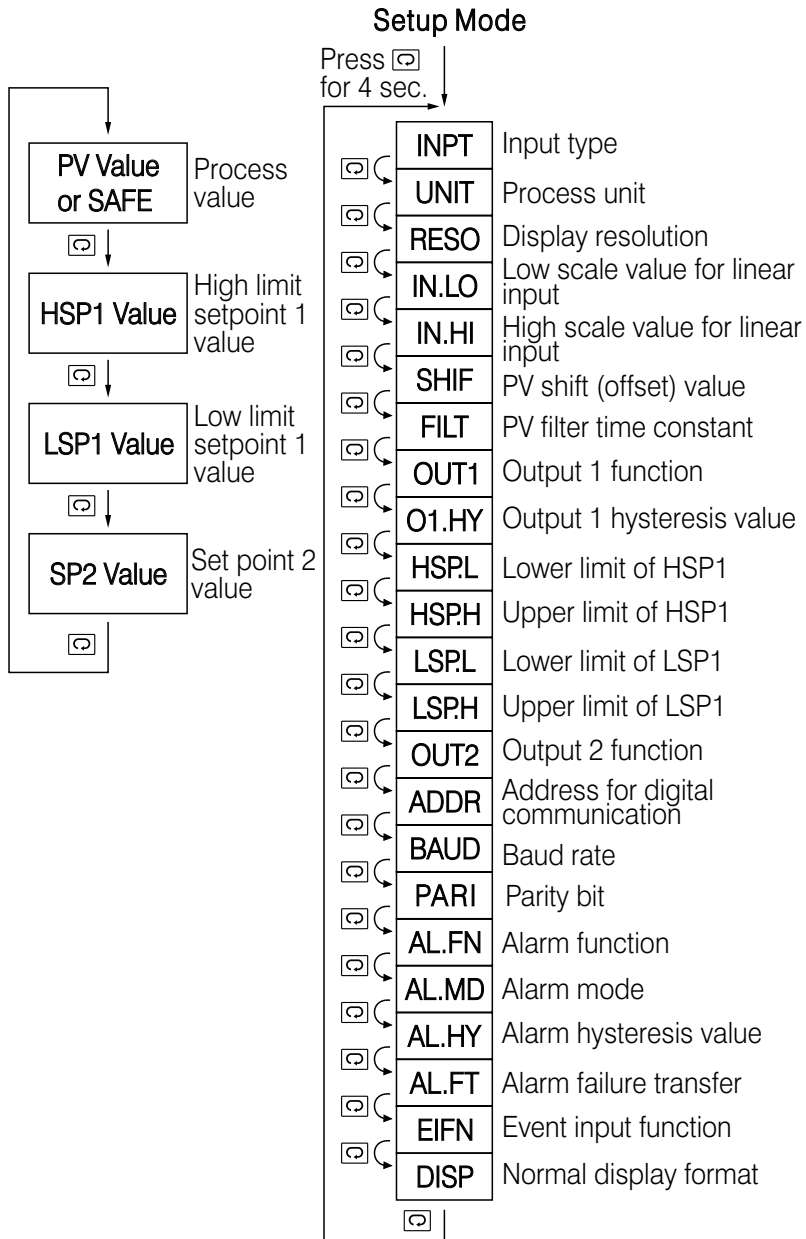 Setup Mode
Press
for 4 sec.
PV Value
or SAFE
Process
value
HSP1 Value
High limit
setpoint 1
value
LSP1 Value
Low limit
setpoint 1
value
SP2 Value
Set point 2
value
INPT Input type
UNIT Process unit
RESO Display resolution
IN.LO Low scale value for linear
input
IN.HI High scale value for linear
input
SHIF PV shift (offset) value
FILT PV filter time constant
OUT1 Output 1 function
O1.HY Output 1 hysteresis value
HSP.L Lower limit of HSP1
HSP.H Upper limit of HSP1
LSP.L Lower limit of LSP1
LSP.H Upper limit of LSP1
OUT2 Output 2 function
ADDR Address for digital
communication
BAUD Baud rate
PARI Parity bit
AL.FN Alarm function
AL.MD Alarm mode
AL.HY Alarm hysteresis value
AL.FT Alarm failure transfer
EIFN Event input function
DISP Normal display format